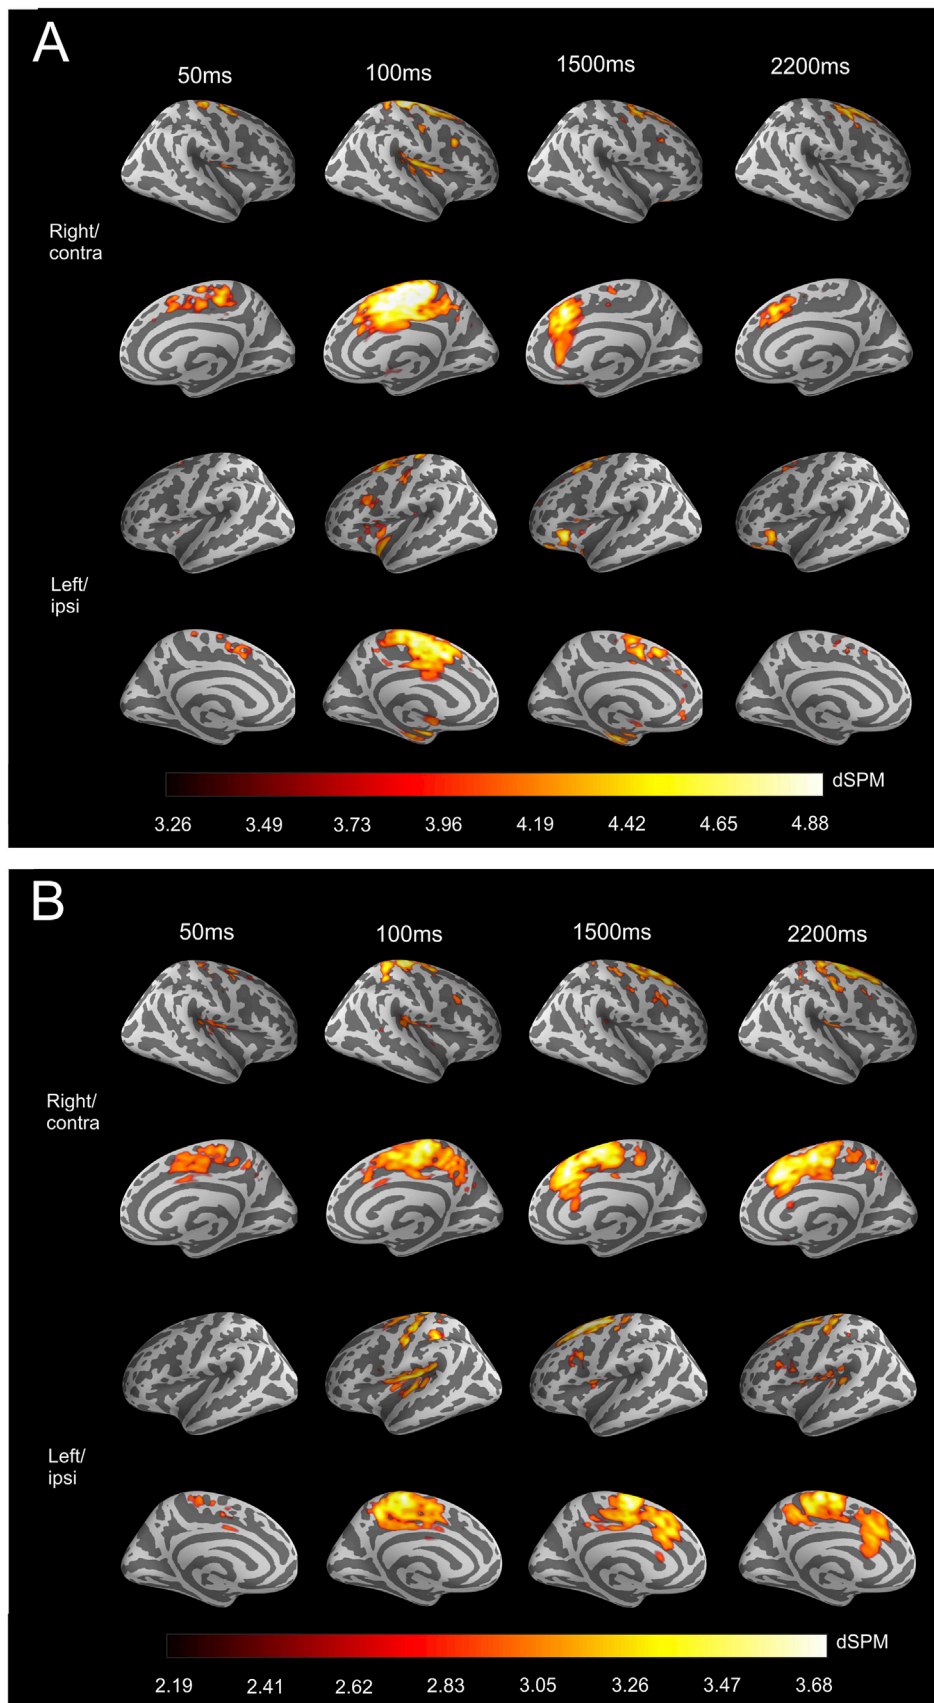 A
50ms 100ms 1500ms 2200ms
Right/
contra
Left/
ipsi
dSPM
3.26 3.49 3.73 3.96 4.19 4.42 4.65 4.88
B
50ms 100ms 1500ms 2200ms
Right/
contra
Left/
ipsi
dSPM
2.19 2.41 2.62 2.83 3.05 3.26 3.47 3.68